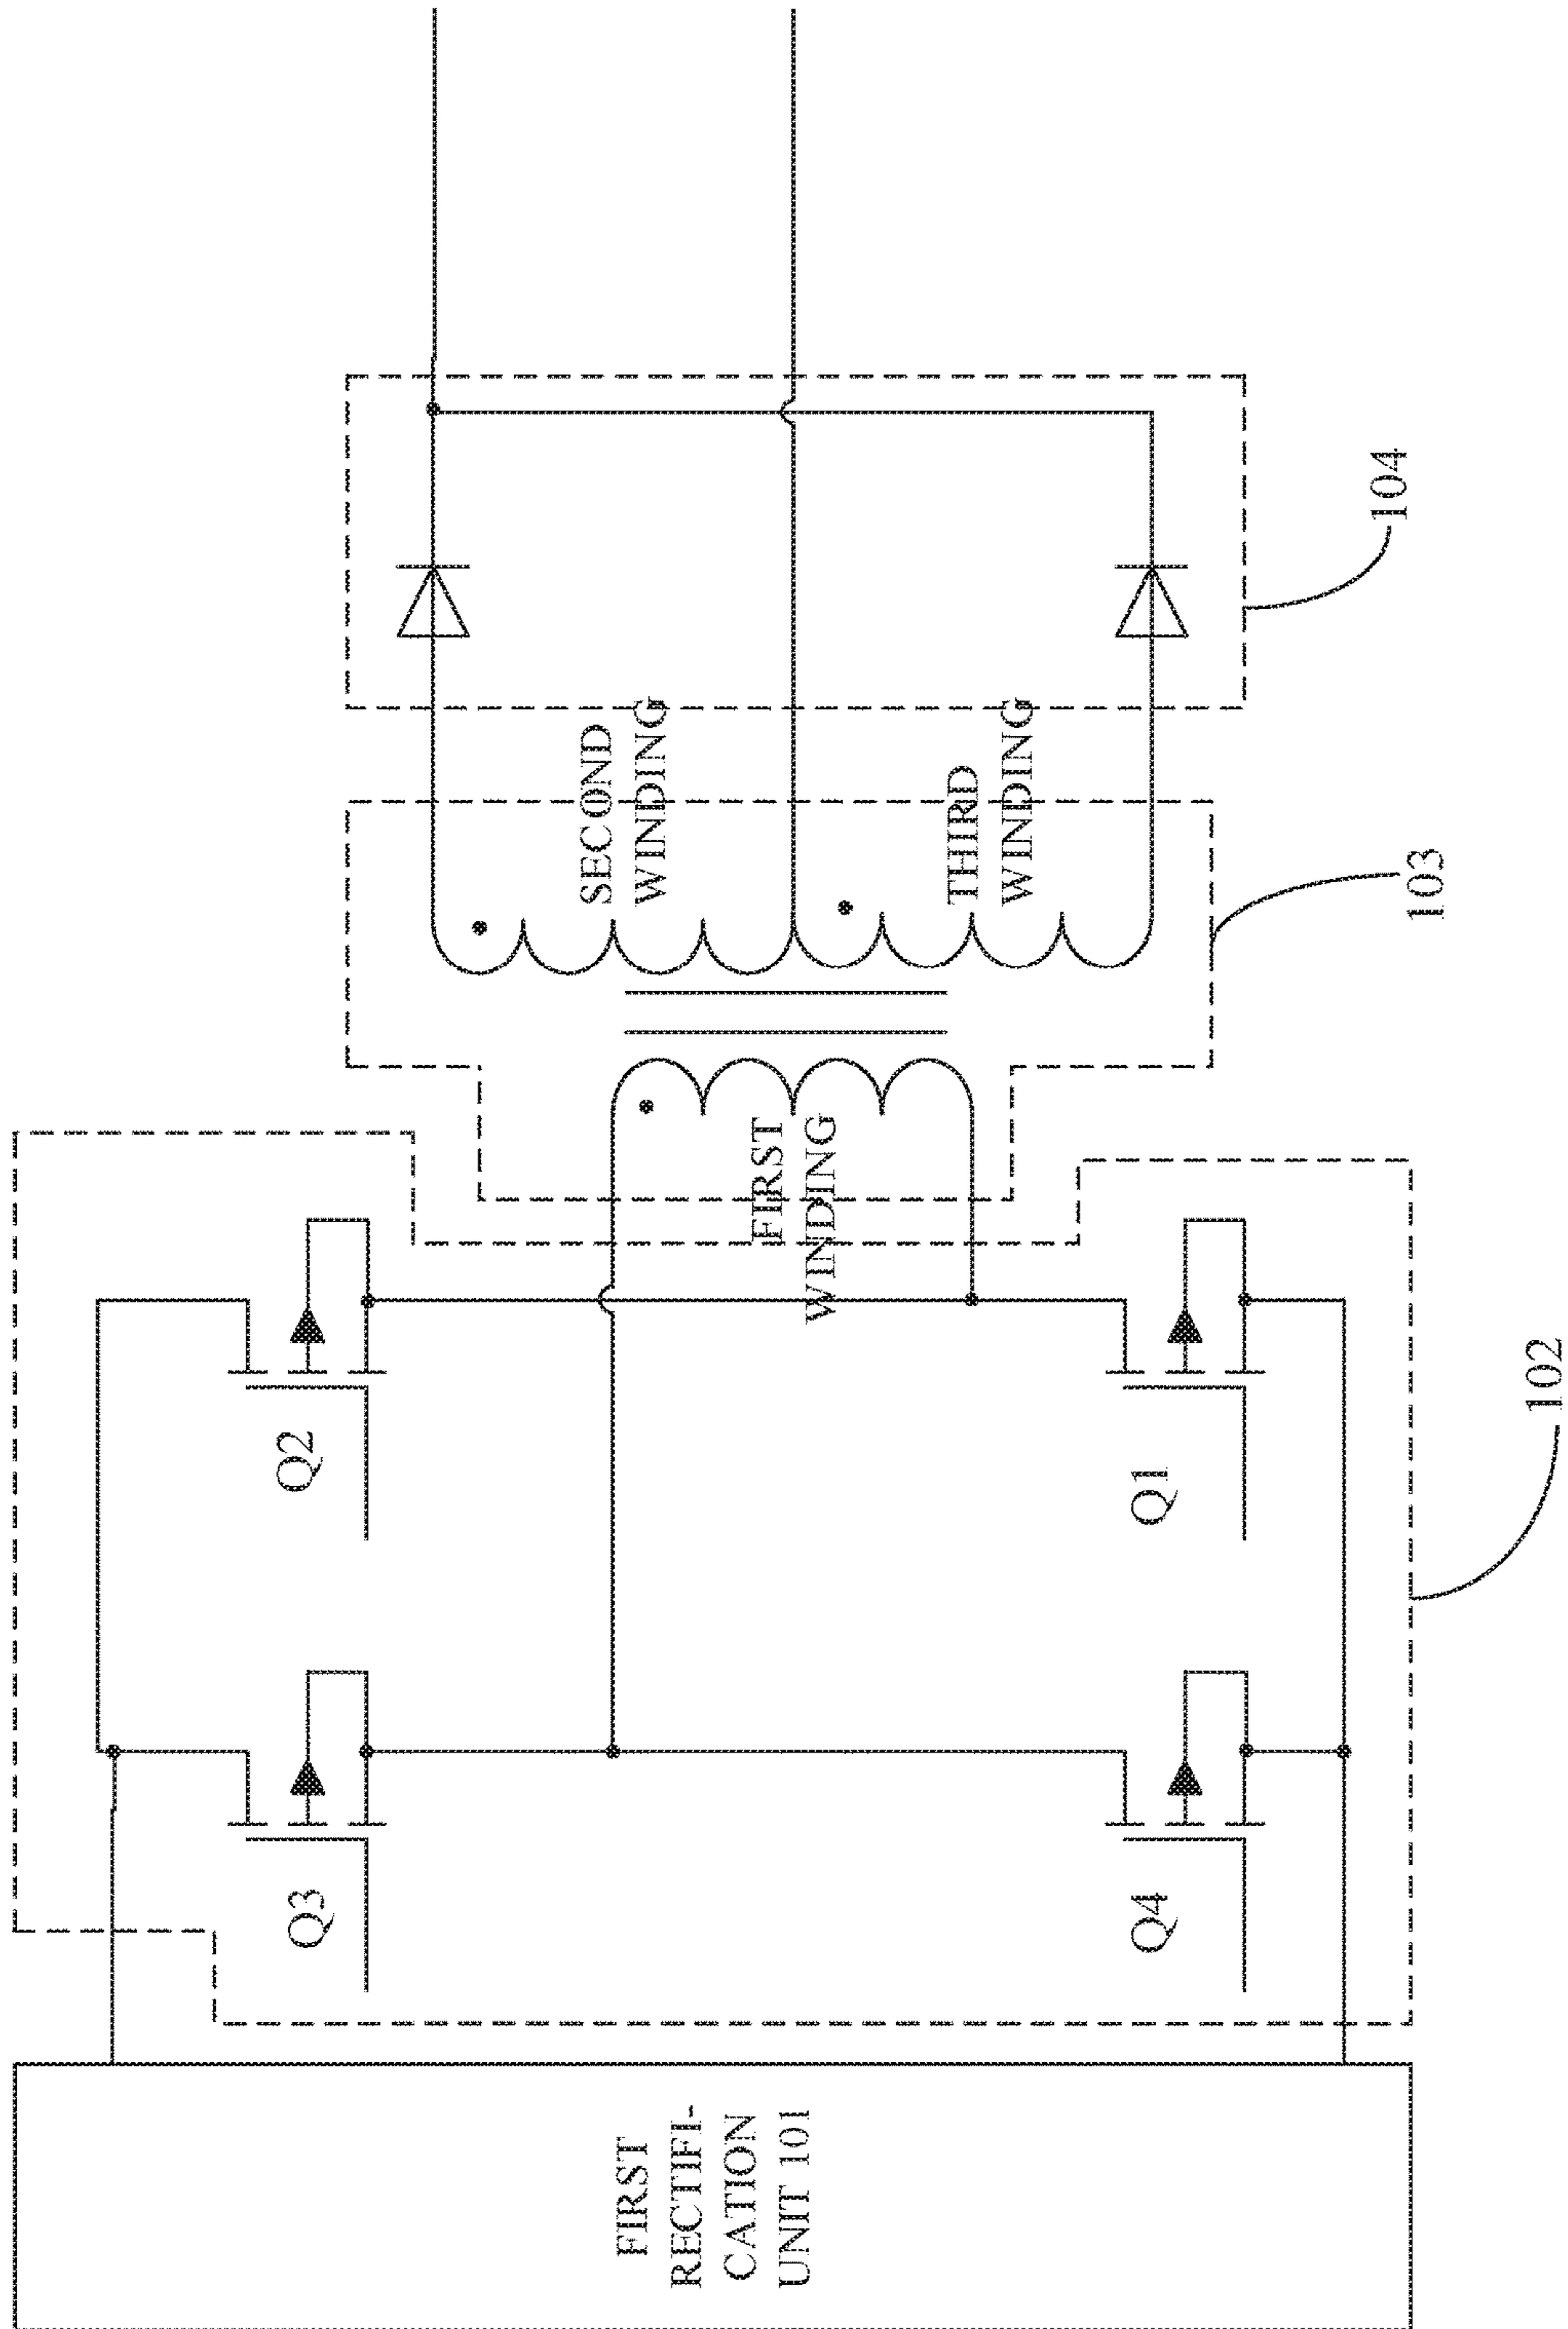 FIRST
RECTIFI-
CATION
UNIT 101
Q3
Q2
Q4
Q1
102
FIRST
WINDING
SECOND
WINDING
THIRD
WINDING
103
104